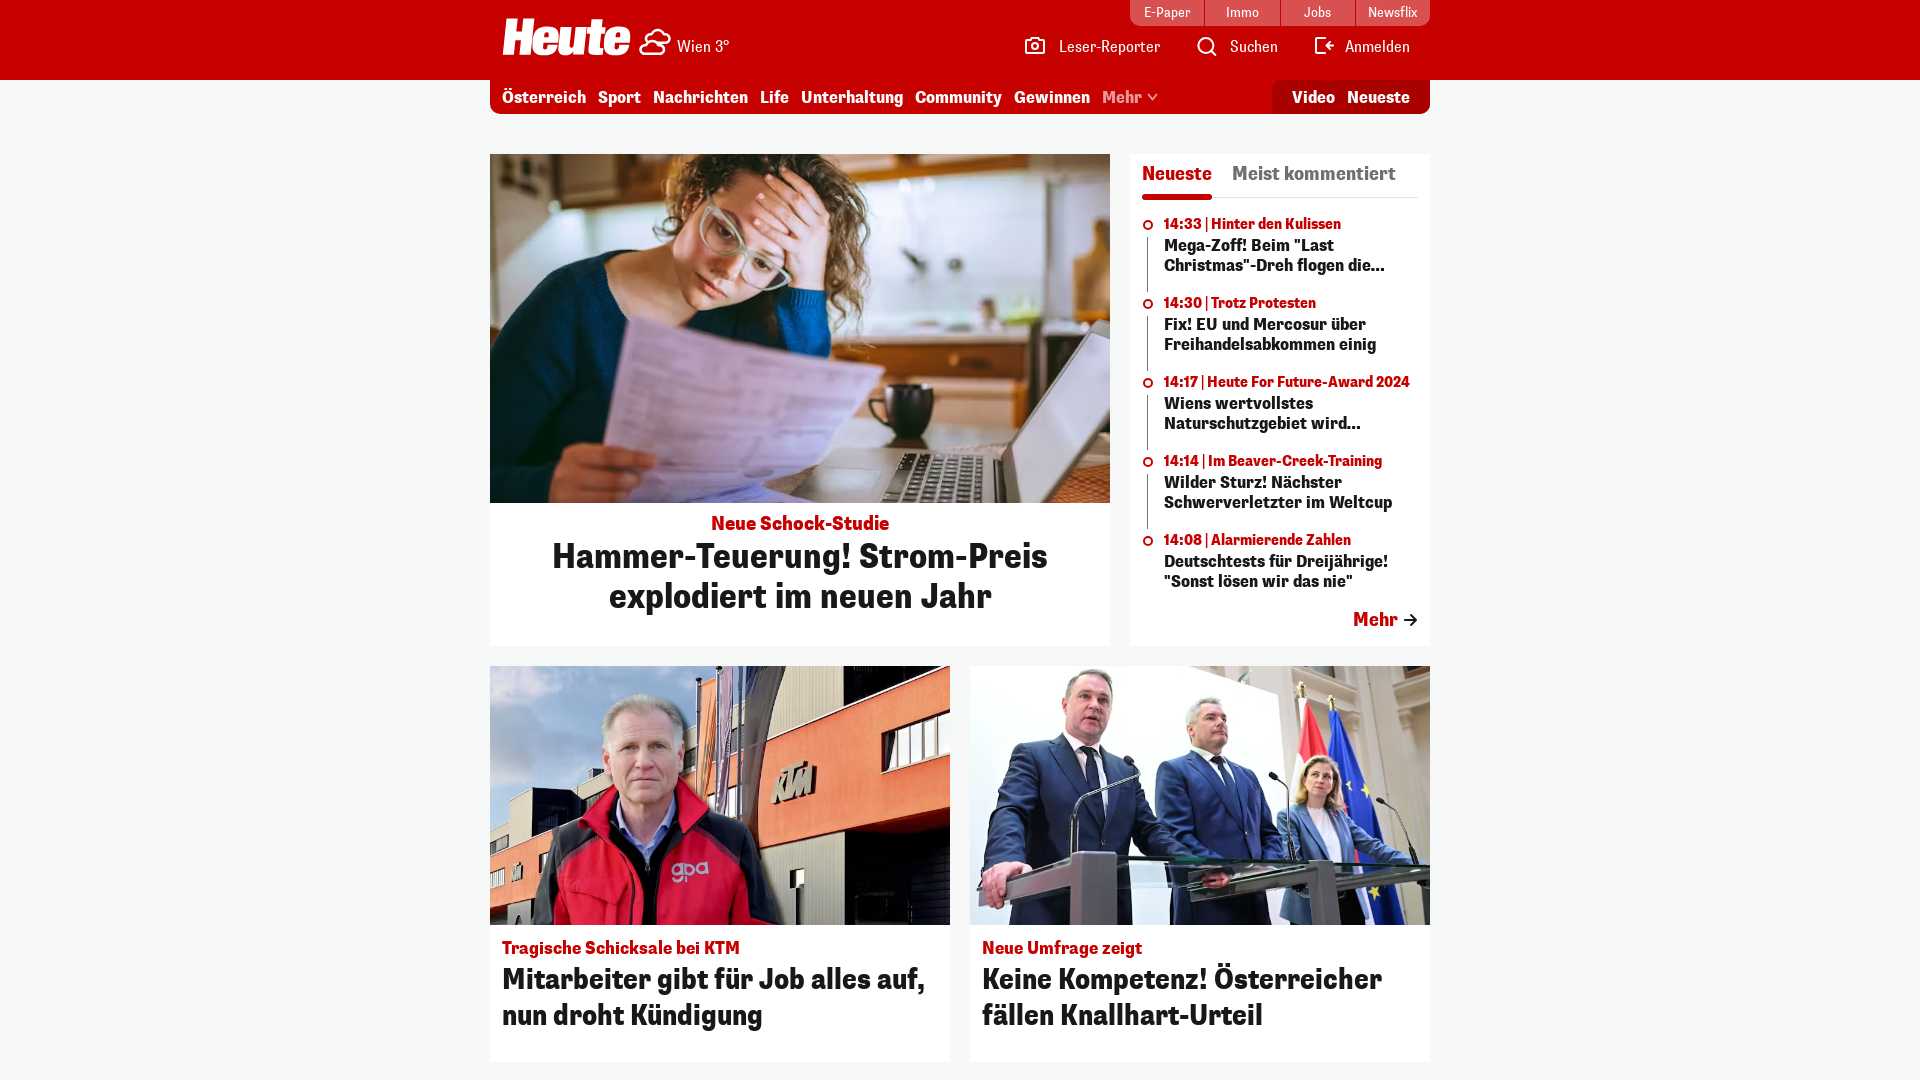 E-Paper
Immo
Jobs
Newsflix
Heute
Wien 3°
Leser-Reporter
Suchen
Anmelden
Österreich
Sport
Nachrichten
Life
Unterhaltung
Community
Gewinnen
Mehr
Video
Neueste
Neue Schock-Studie
Hammer-Teuerung! Strom-Preis
explodiert im neuen Jahr
Neueste
Meist kommentiert
14:33 | Hinter den Kulissen
Mega-Zoff! Beim "Last
Christmas"-Dreh flogen die...
14:30 | Trotz Protesten
Fix! EU und Mercosur über
Freihandelsabkommen einig
14:17 | Heute For Future-Award 2024
Wiens wertvollstes
Naturschutzgebiet wird...
14:14 | Im Beaver-Creek-Training
Wilder Sturz! Nächster
Schwerverletzter im Weltcup
14:08 | Alarmierende Zahlen
Deutschtests für Dreijährige!
"Sonst lösen wir das nie"
Mehr
KTM
KTM
gpa
Tragische Schicksale bei KTM
Mitarbeiter gibt für Job alles auf,
nun droht Kündigung
Neue Umfrage zeigt
Keine Kompetenz! Österreicher
fällen Knallhart-Urteil